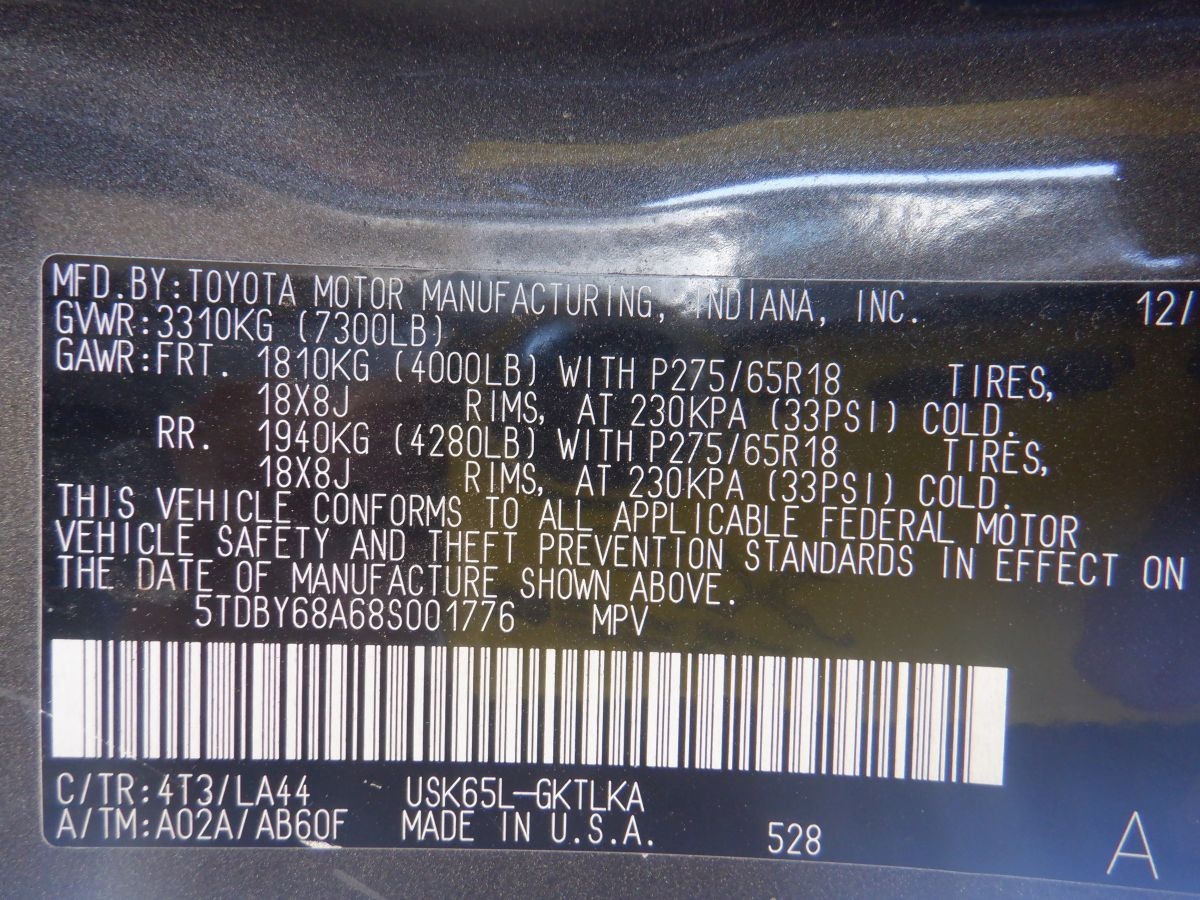 MFD.BY:TOYOTA MOTOR MANUFACTURING, INDIANA, INC. 12/
GVWR:3310KG (7300LB)
GAWR:FRT. 1810KG (4000LB) WITH P275/65R18 TIRES,
18X8J RIMS, AT 230KPA (33PSI) COLD.
RR. 1940KG (4280LB) WITH P275/65R18 TIRES,
18X8J RIMS, AT 230KPA (33PSI) COLD.
THIS VEHICLE CONFORMS TO ALL APPLICABLE FEDERAL MOTOR
VEHICLE SAFETY AND THEFT PREVENTION STANDARDS IN EFFECT ON
THE DATE OF MANUFACTURE SHOWN ABOVE.
5TDBY68A68S001776 MPV
C/TR:4T3/LA44 USK65L-GKTLKA
A/TM:A02A/AB60F MADE IN U.S.A. 528
A